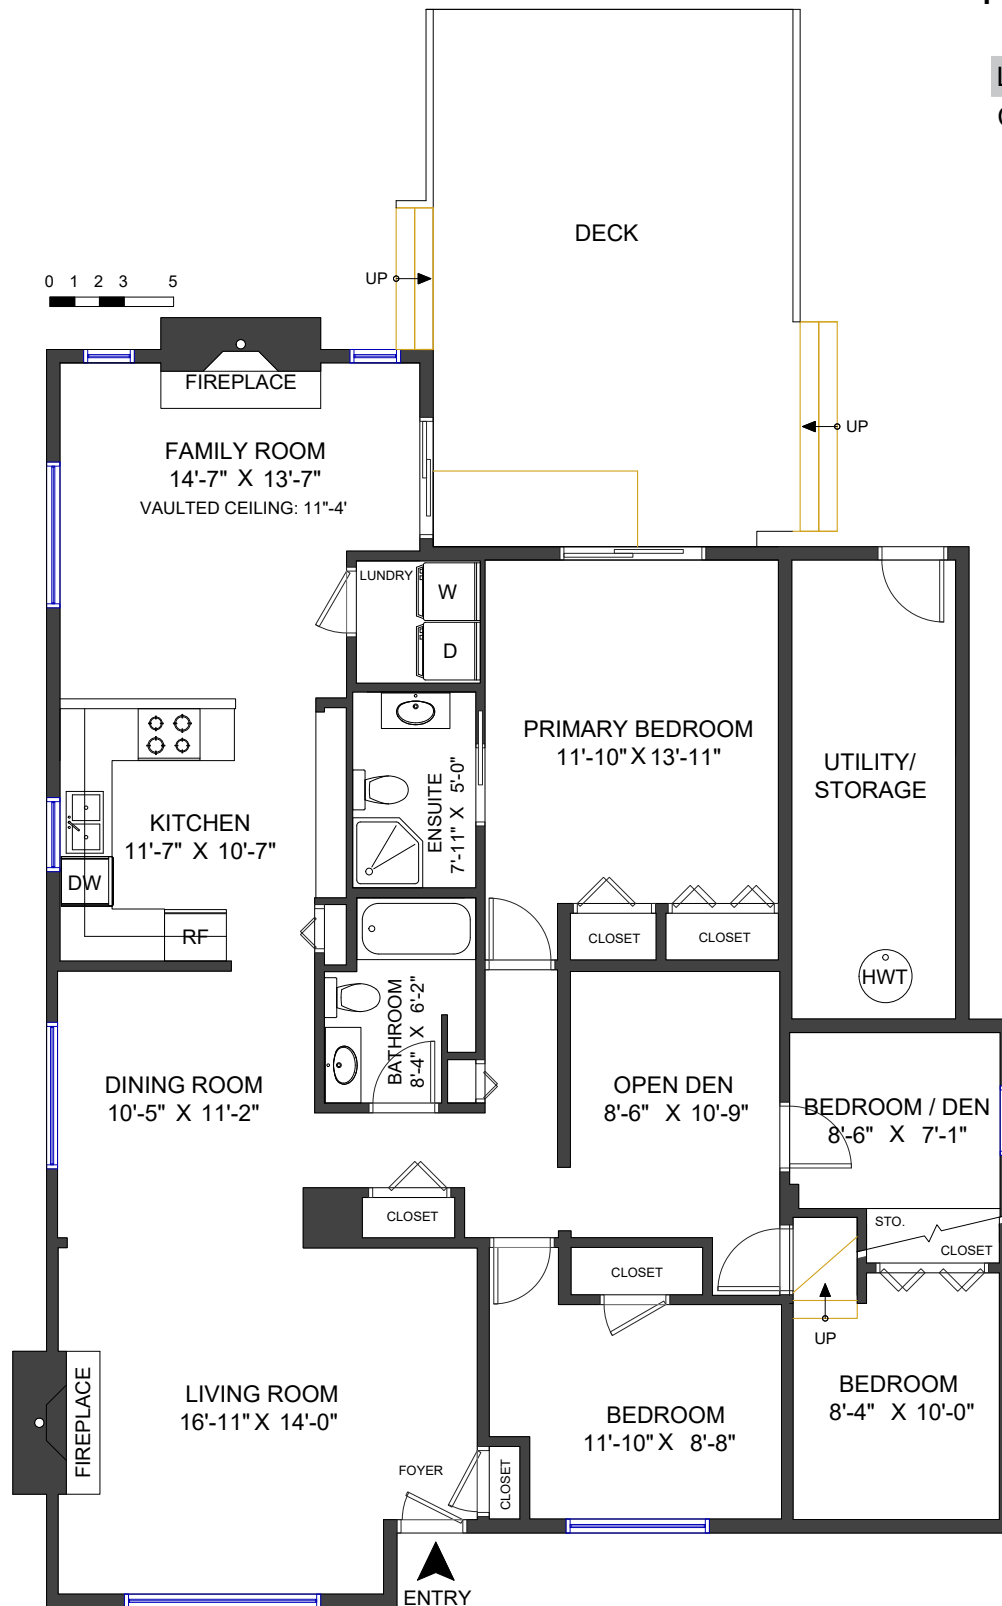 DECK
UP
0 1 2 3 5
FIREPLACE
UP
FAMILY ROOM
14'-7" X 13'-7"
VAULTED CEILING: 11"-4'
LUNDRY
W
D
PRIMARY BEDROOM
11'-10" X 13'-11"
ENSUITE
7'-11" X 5'-0"
UTILITY/
STORAGE
KITCHEN
11'-7" X 10'-7"
DW
RF
CLOSET
CLOSET
HWT
BATHROOM
8'-4" X 6'-2"
DINING ROOM
10'-5" X 11'-2"
OPEN DEN
8'-6" X 10'-9"
BEDROOM / DEN
8'-6" X 7'-1"
CLOSET
STO.
CLOSET
CLOSET
UP
FIREPLACE
LIVING ROOM
16'-11" X 14'-0"
BEDROOM
11'-10" X 8'-8"
BEDROOM
8'-4" X 10'-0"
FOYER
CLOSET
ENTRY